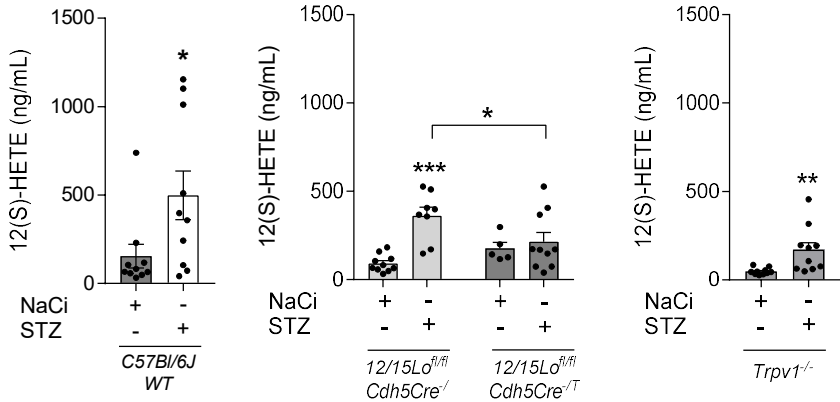 12(S)-HETE (ng/mL)
1500
1000
500
0
*
NaCi + -
STZ - +
C57Bl/6J
WT
12(S)-HETE (ng/mL)
1500
1000
500
0
***
*
NaCi + - + -
STZ - + - +
12/15Lo^fl/fl
Cdh5Cre^-/
12/15Lo^fl/fl
Cdh5Cre^-/T
12(S)-HETE (ng/mL)
1500
1000
500
0
**
NaCi + -
STZ - +
Trpv1^-/-